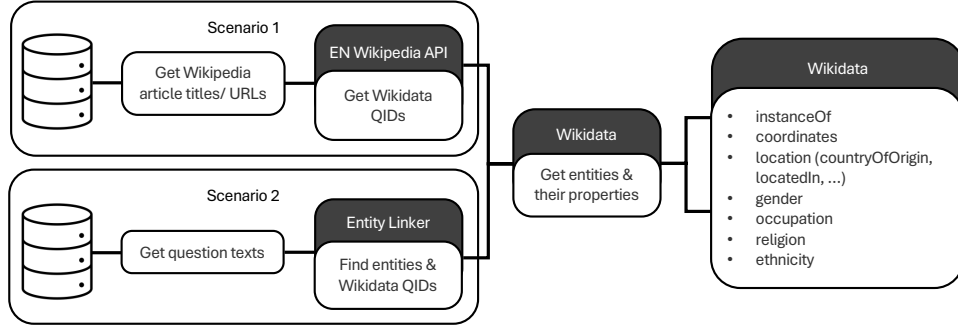 Scenario 1
Get Wikipedia
article titles/ URLs
EN Wikipedia API
Get Wikidata
QIDs
Scenario 2
Get question texts
Entity Linker
Find entities &
Wikidata QIDs
Wikidata
Get entities &
their properties
Wikidata
• instanceOf
• coordinates
• location (countryOfOrigin,
locatedIn, ...)
• gender
• occupation
• religion
• ethnicity